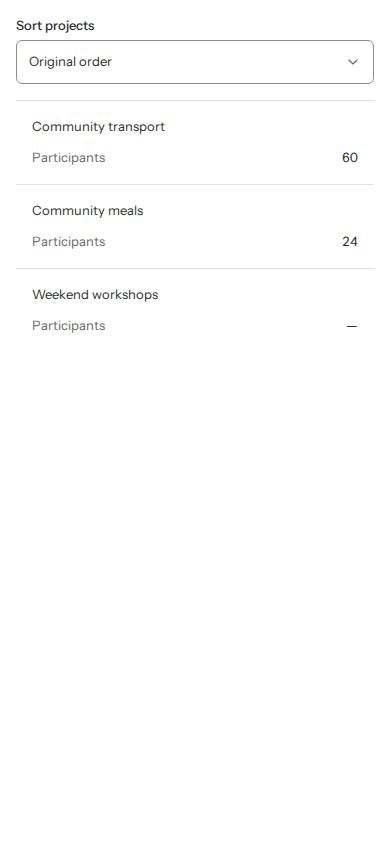 Sort projects
Original order
Community transport
Participants 60
Community meals
Participants 24
Weekend workshops
Participants —